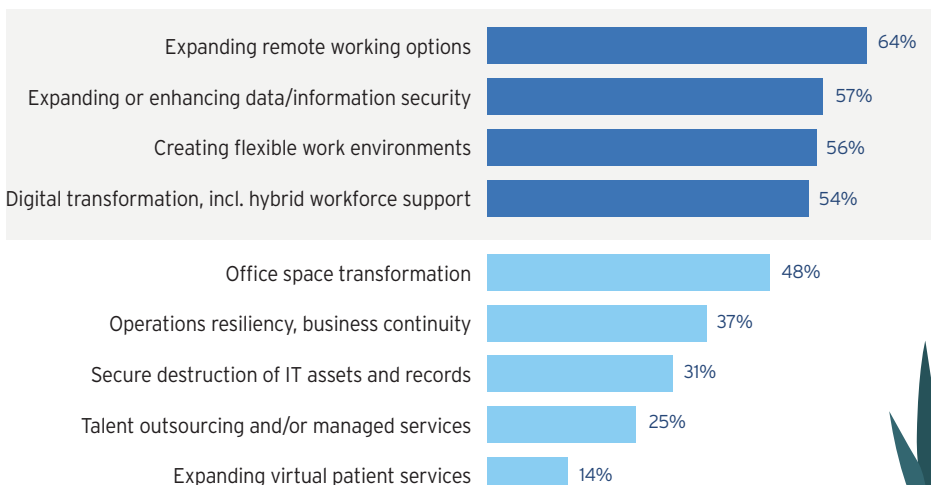 Expanding remote working options 64%
Expanding or enhancing data/information security 57%
Creating flexible work environments 56%
Digital transformation, incl. hybrid workforce support 54%
Office space transformation 48%
Operations resiliency, business continuity 37%
Secure destruction of IT assets and records 31%
Talent outsourcing and/or managed services 25%
Expanding virtual patient services 14%